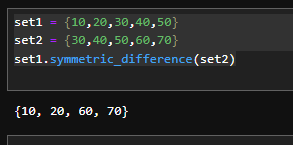 set1 = {10,20,30,40,50}
set2 = {30,40,50,60,70}
set1.symmetric_difference(set2)
{10, 20, 60, 70}